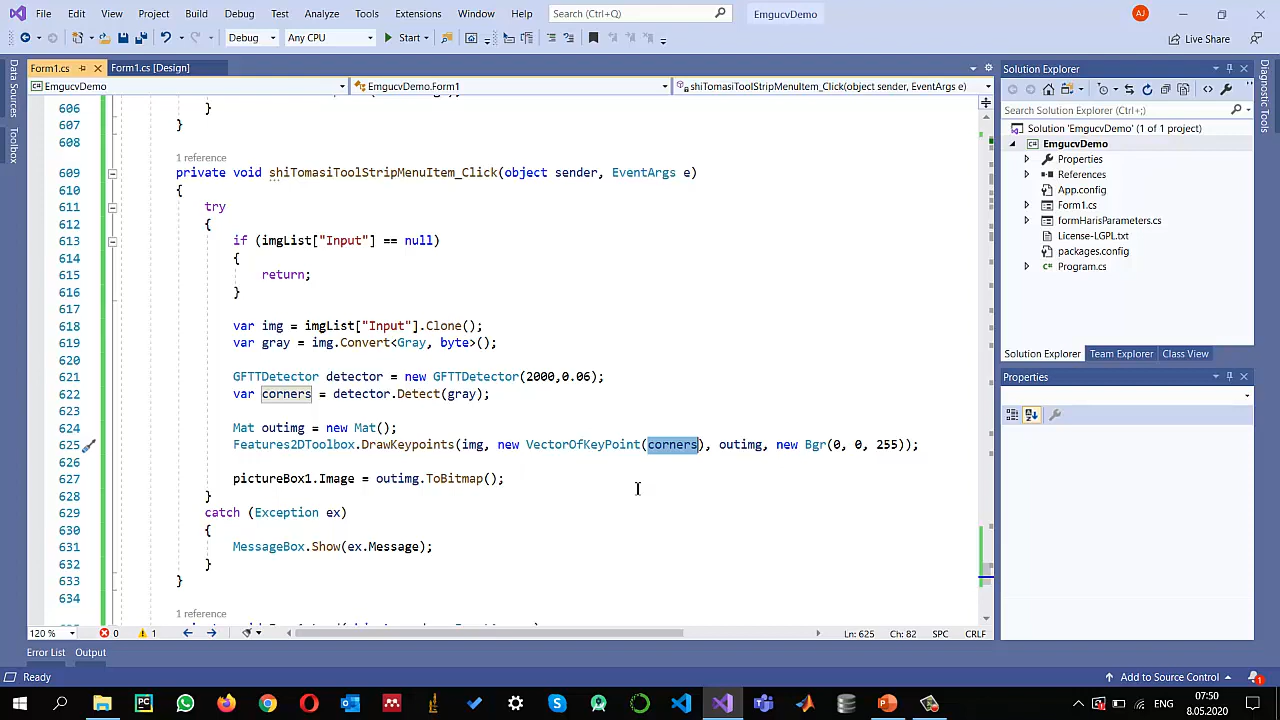 File Edit View Project Build Debug Test Analyze Tools Extensions Window Help Search (Ctrl+Q) EmgucvDemo AJ
Debug Any CPU Start Live Share
Form1.cs Form1.cs [Design]
EmgucvDemo EmgucvDemo.Form1 shiTomasiToolStripMenuItem_Click(object sender, EventArgs e)
Data Sources
Toolbox
606 }
607 }
608
1 reference
609 private void shiTomasiToolStripMenuItem_Click(object sender, EventArgs e)
610 {
611 try
612 {
613 if (imgList["Input"] == null)
614 {
615 return;
616 }
617
618 var img = imgList["Input"].Clone();
619 var gray = img.Convert<Gray, byte>();
620
621 GFTTDetector detector = new GFTTDetector(2000,0.06);
622 var corners = detector.Detect(gray);
623
624 Mat outimg = new Mat();
625 Features2DToolbox.DrawKeypoints(img, new VectorOfKeyPoint(corners), outimg, new Bgr(0, 0, 255));
626
627 pictureBox1.Image = outimg.ToBitmap();
628 }
629 catch (Exception ex)
630 {
631 MessageBox.Show(ex.Message);
632 }
633 }
634
1 reference
120 % 0 1 Ln: 625 Ch: 82 SPC CRLF
Error List Output
Solution Explorer
Search Solution Explorer (Ctrl+;)
Solution 'EmgucvDemo' (1 of 1 project)
EmgucvDemo
Properties
References
App.config
Form1.cs
formHarisParameters.cs
License-LGPL.txt
packages.config
Program.cs
Solution Explorer Team Explorer Class View
Properties
Diagnostic Tools
Ready Add to Source Control 1
ENG 07:50
8.05.2020